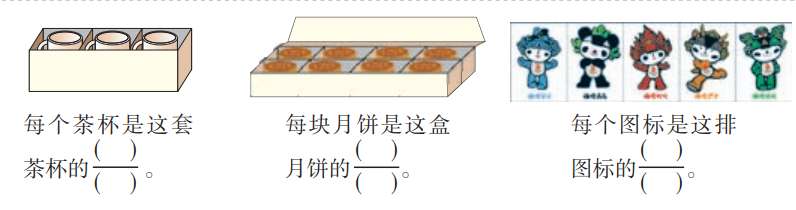 每个茶杯是这套
茶杯的( )/( )。
每块月饼是这盒
月饼的( )/( )。
每个图标是这排
图标的( )/( )。